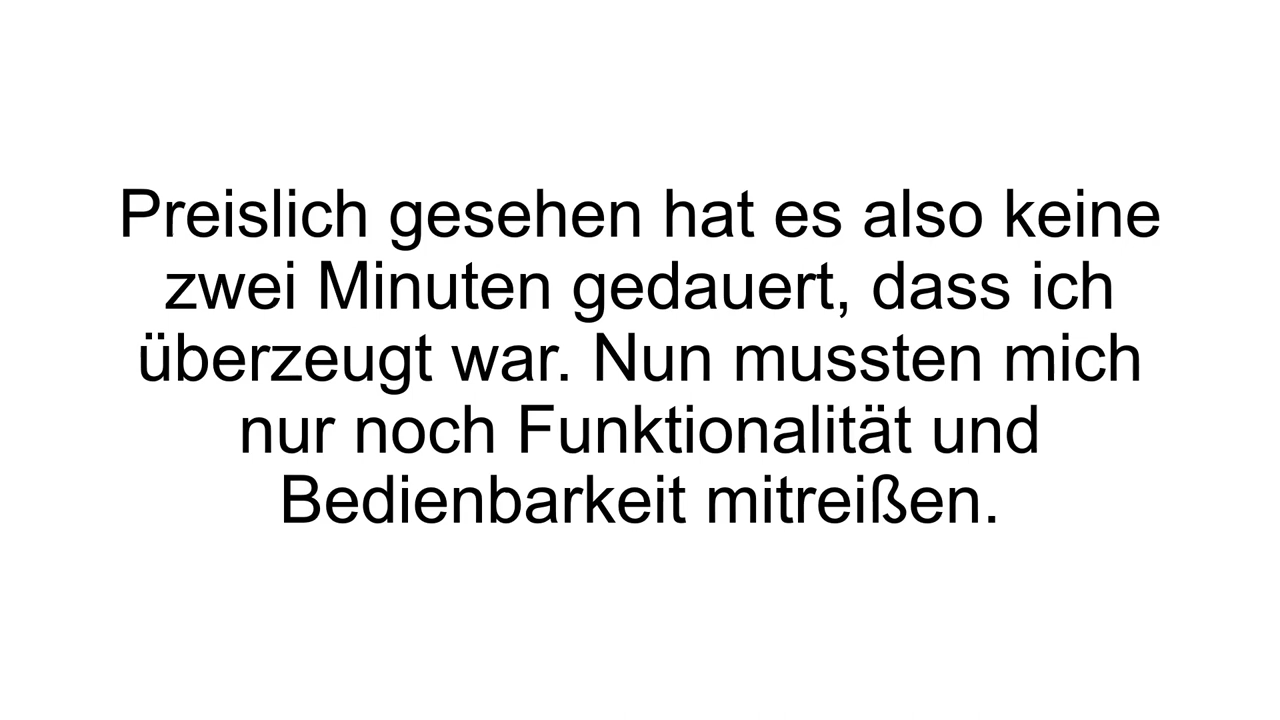 Preislich gesehen hat es also keine
zwei Minuten gedauert, dass ich
überzeugt war. Nun mussten mich
nur noch Funktionalität und
Bedienbarkeit mitreißen.